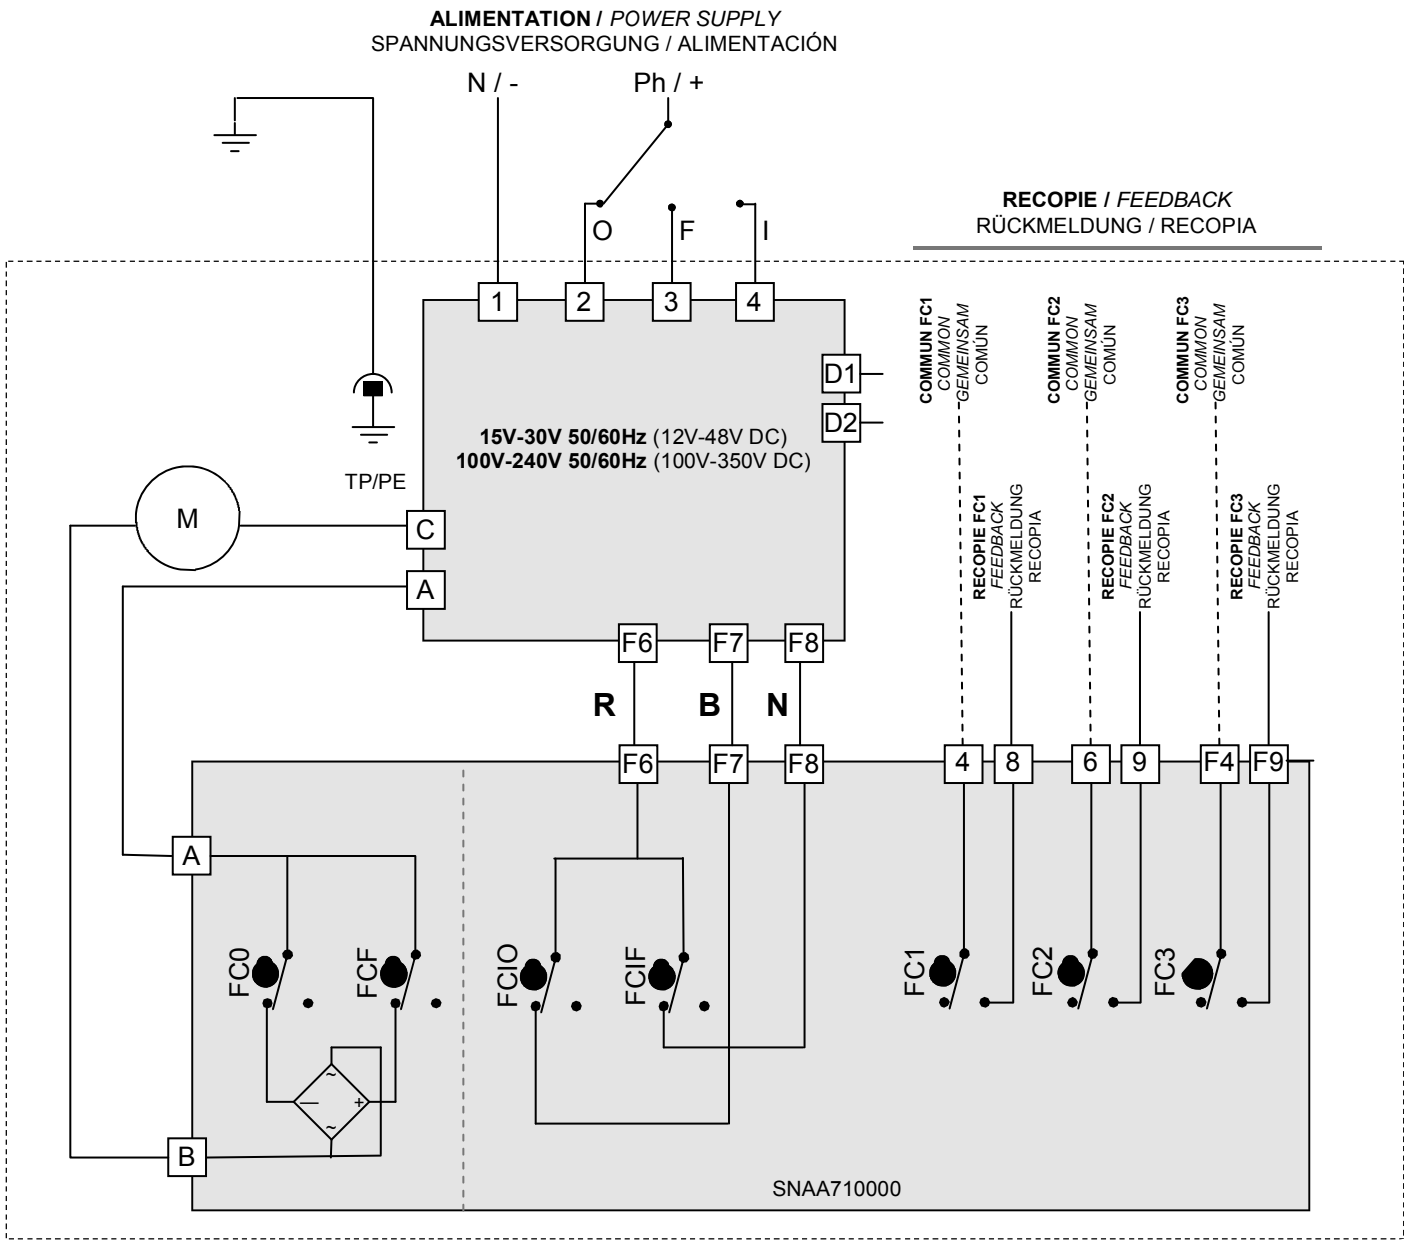 ALIMENTATION / POWER SUPPLY
SPANNUNGSVERSORGUNG / ALIMENTACIÓN
N / -
Ph / +
O
F
I
RECOPIE / FEEDBACK
RÜCKMELDUNG / RECOPIA
1
2
3
4
D1
D2
15V-30V 50/60Hz (12V-48V DC)
100V-240V 50/60Hz (100V-350V DC)
TP/PE
M
C
A
F6
F7
F8
R
B
N
COMMUN FC1
COMMON
GEMEINSAM
COMÚN
COMMUN FC2
COMMON
GEMEINSAM
COMÚN
COMMUN FC3
COMMON
GEMEINSAM
COMÚN
RECOPIE FC1
FEEDBACK
RÜCKMELDUNG
RECOPIA
RECOPIE FC2
FEEDBACK
RÜCKMELDUNG
RECOPIA
RECOPIE FC3
FEEDBACK
RÜCKMELDUNG
RECOPIA
F6
F7
F8
4
8
6
9
F4
F9
A
FC0
FCF
FCIO
FCIF
FC1
FC2
FC3
~
— +
~
B
SNAA710000